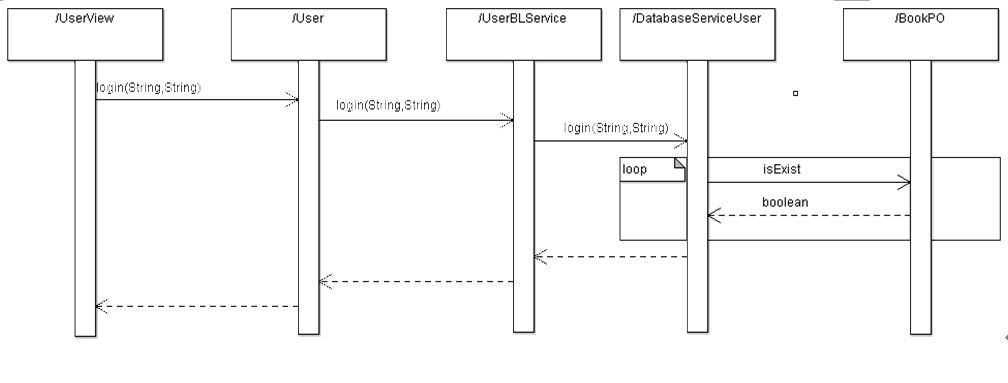 /UserView
/User
/UserBLService
/DatabaseServiceUser
/BookPO
login(String,String)
login(String,String)
login(String,String)
loop
isExist
boolean